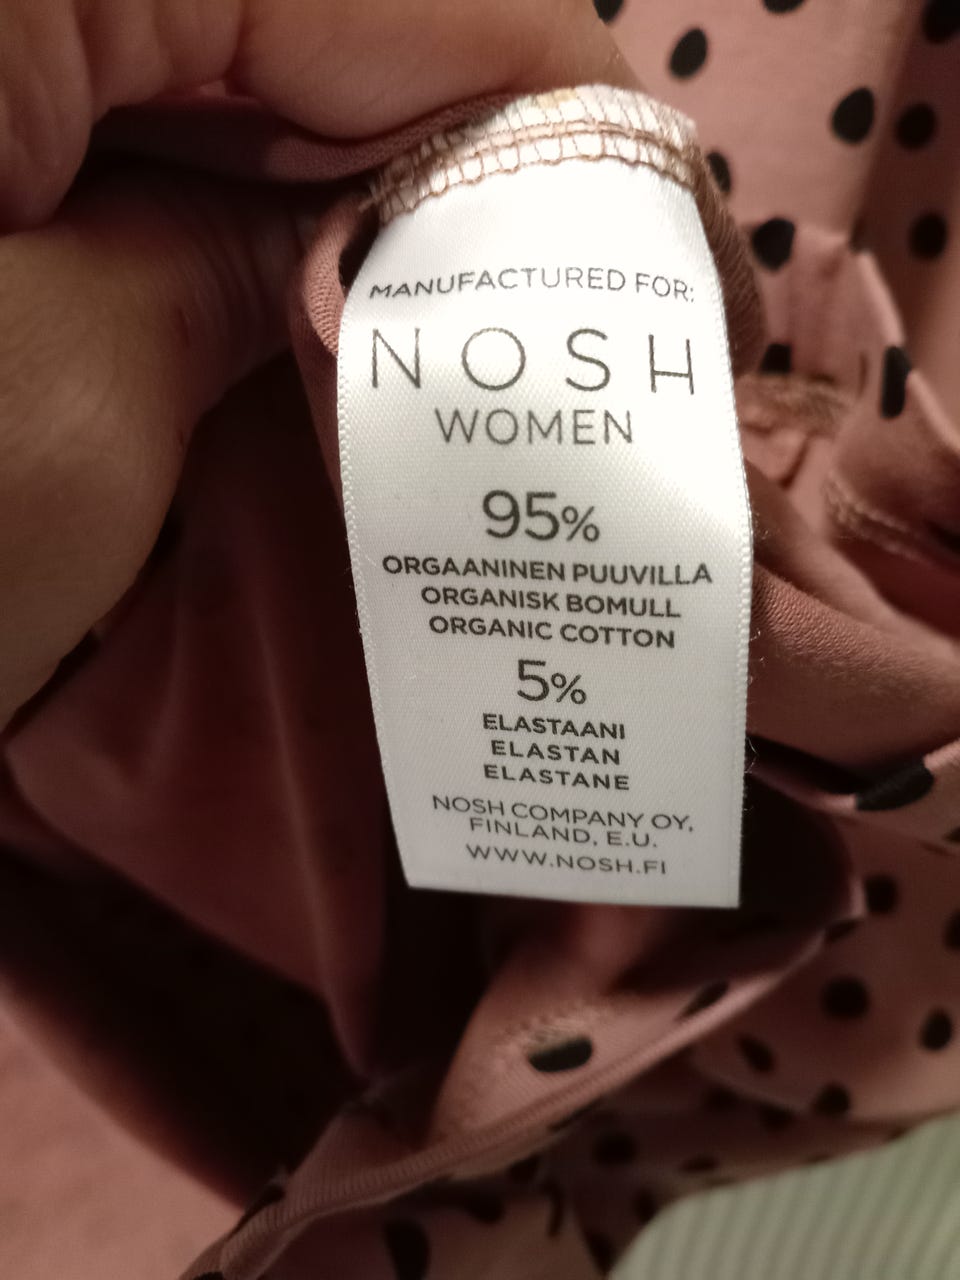 MANUFACTURED FOR:
NOSH
WOMEN
95%
ORGAANINEN PUUVILLA
ORGANISK BOMULL
ORGANIC COTTON
5%
ELASTAANI
ELASTAN
ELASTANE
NOSH COMPANY OY,
FINLAND, E.U.
WWW.NOSH.FI